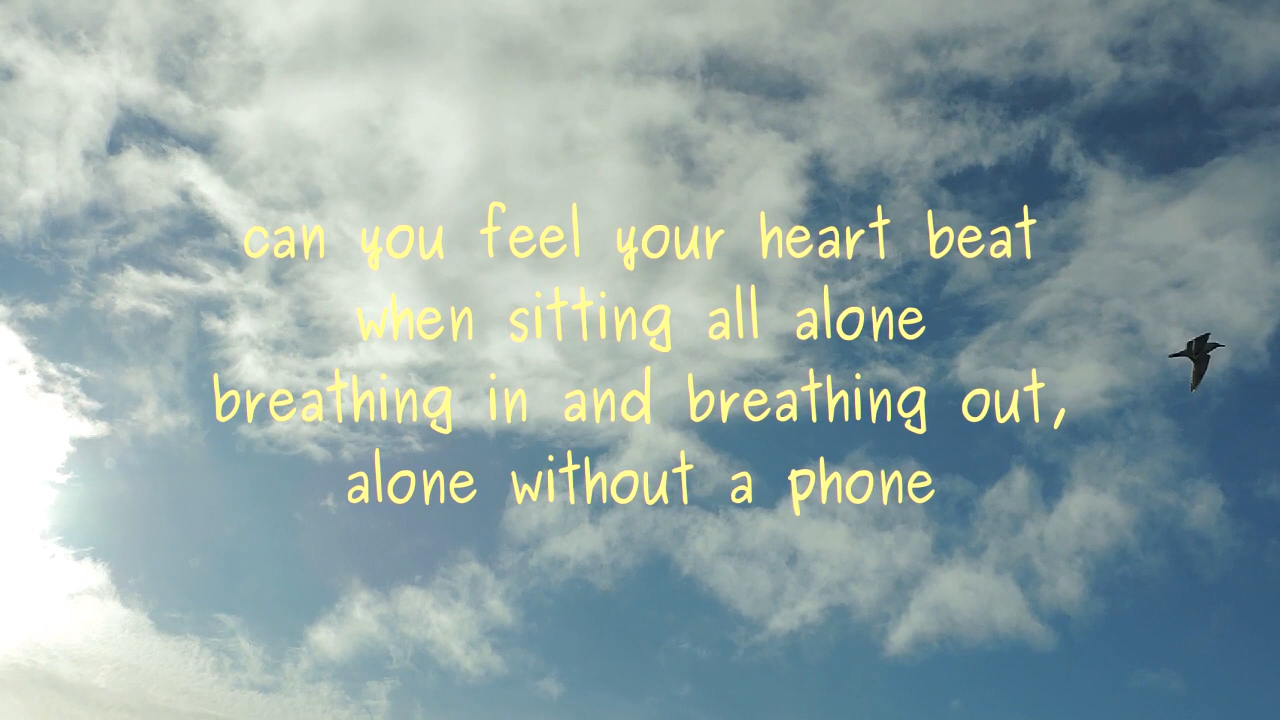 can you feel your heart beat
when sitting all alone
breathing in and breathing out,
alone without a phone